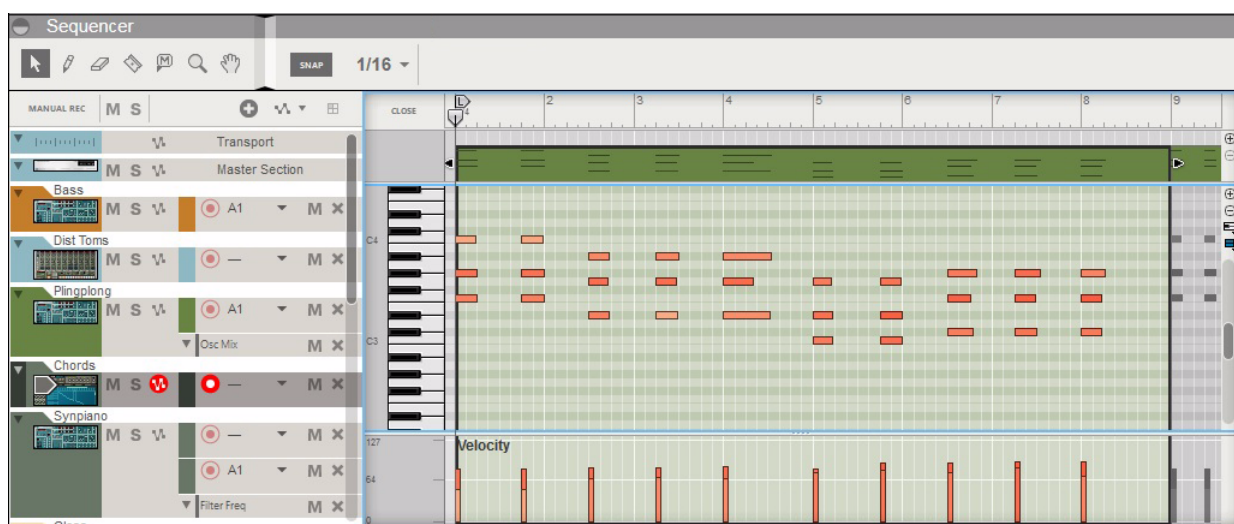 Sequencer
M
SNAP
1/16
MANUAL REC
M S
CLOSE
L
4
2
3
4
5
6
7
8
9
Transport
Master Section
M S
Bass
M S
A1
M
Dist Toms
M S
—
M
C4
Plingplong
M S
A1
M
Osc Mix
M
C3
Chords
M S
—
M
Synpiano
M S
—
M
A1
M
Filter Freq
M
127
Velocity
64
0